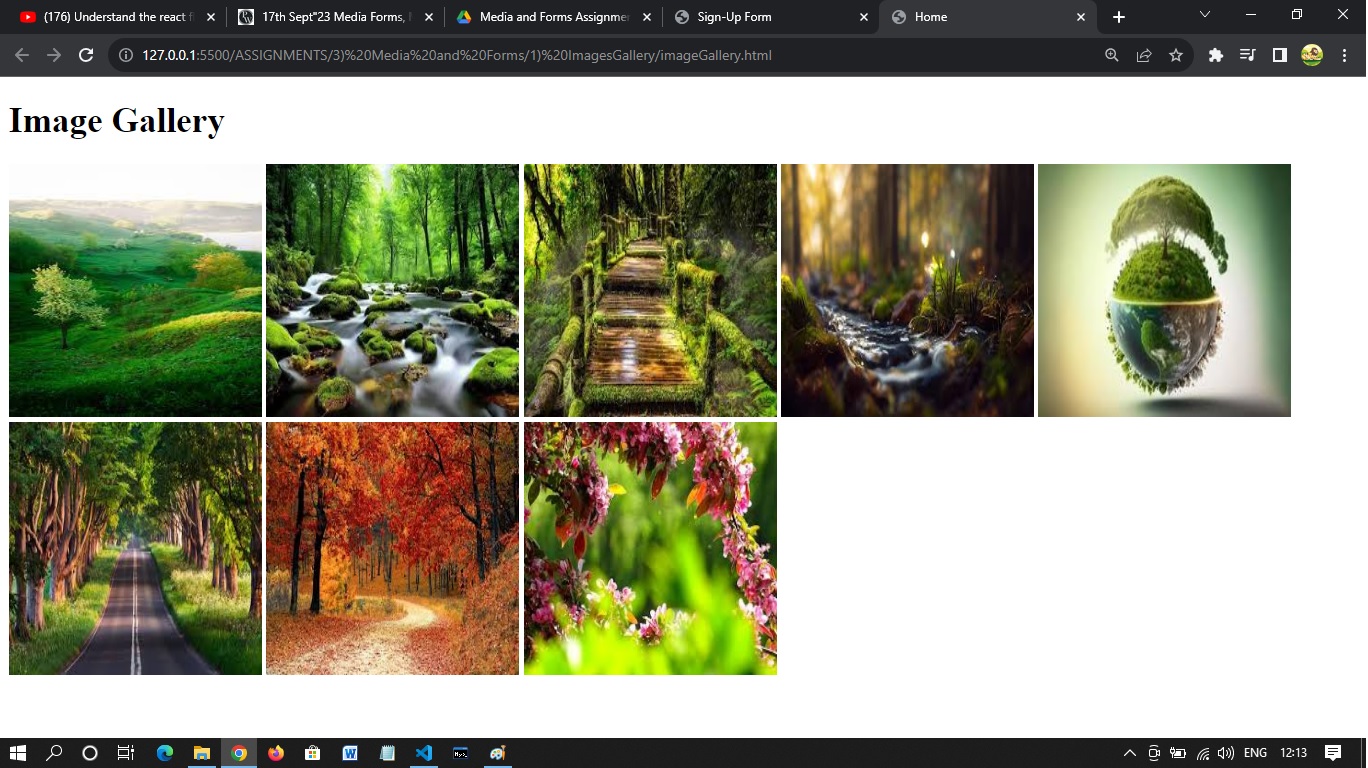 (176) Understand the react f
17th Sept"23 Media Forms, 
Media and Forms Assignme
Sign-Up Form
Home
127.0.0.1:5500/ASSIGNMENTS/3)%20Media%20and%20Forms/1)%20ImagesGallery/imageGallery.html
Image Gallery
ENG 12:13